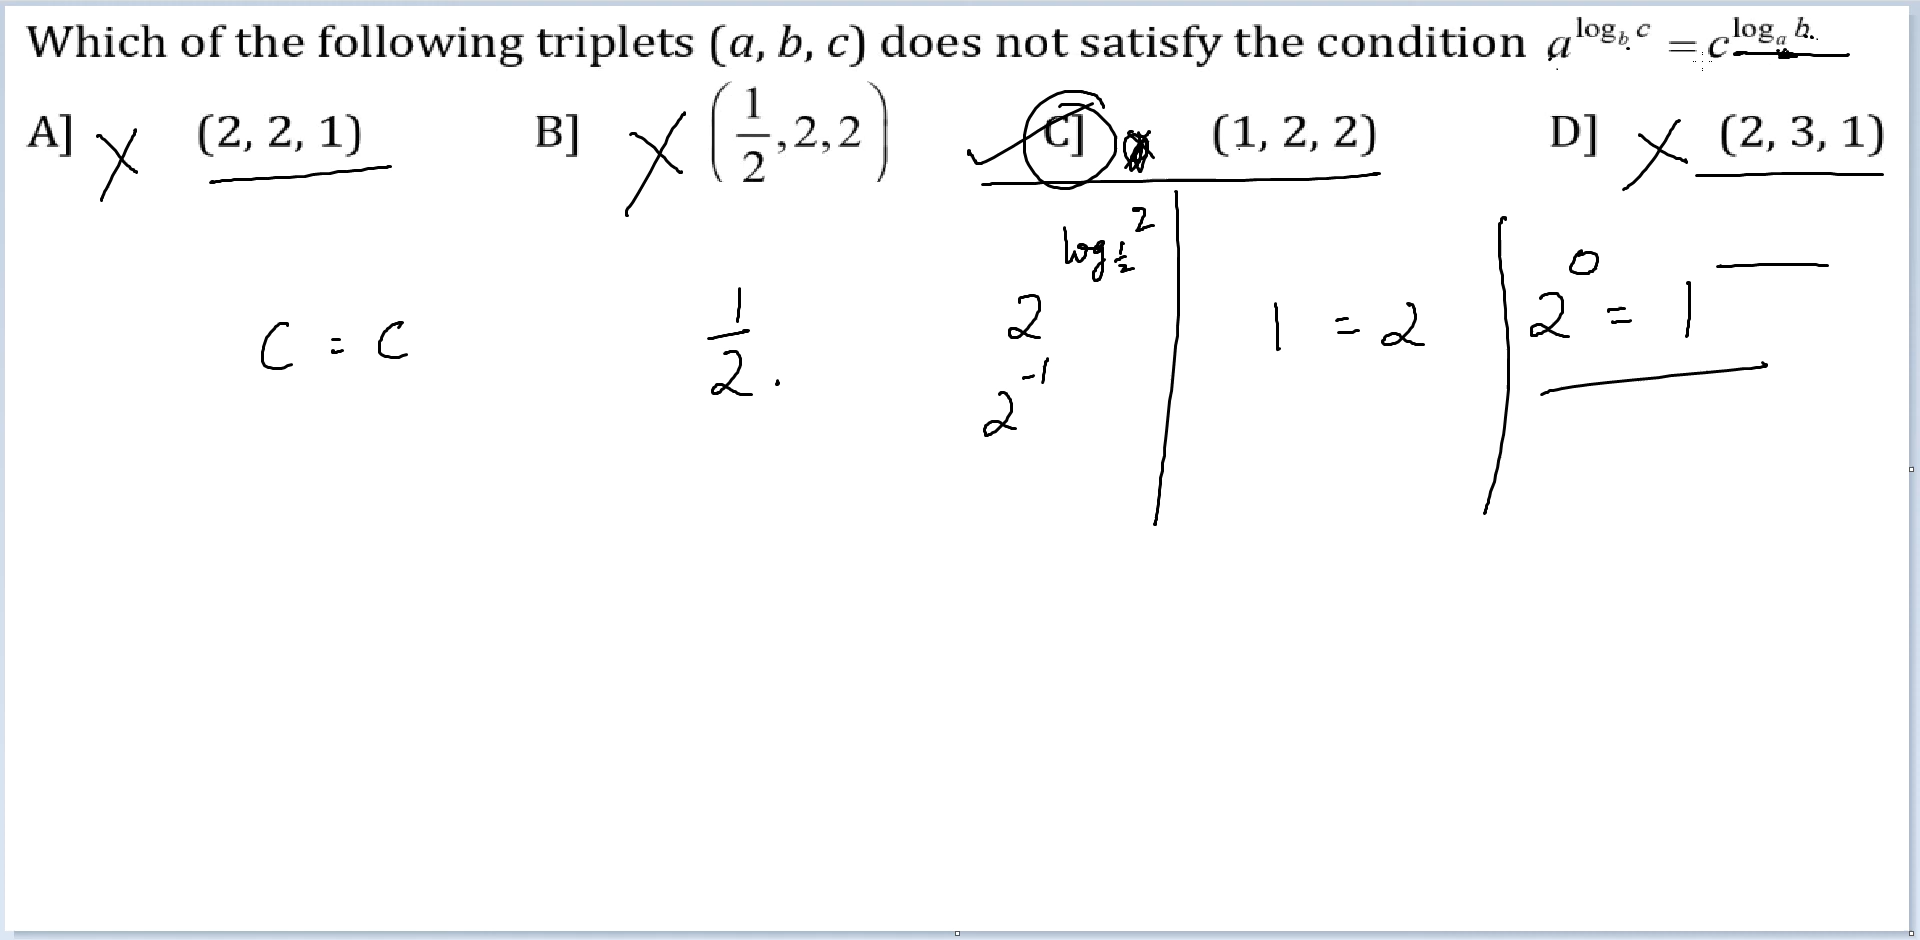 Which of the following triplets (a, b, c) does not satisfy the condition a^{log_b c} = c^{log_a b}
A] (2, 2, 1) B] (1/2, 2, 2) C] (1, 2, 2) D] (2, 3, 1)
c = c 1/2. 2^{log_{1/2} 2} 1 = 2 2^0 = 1
2^{-1}